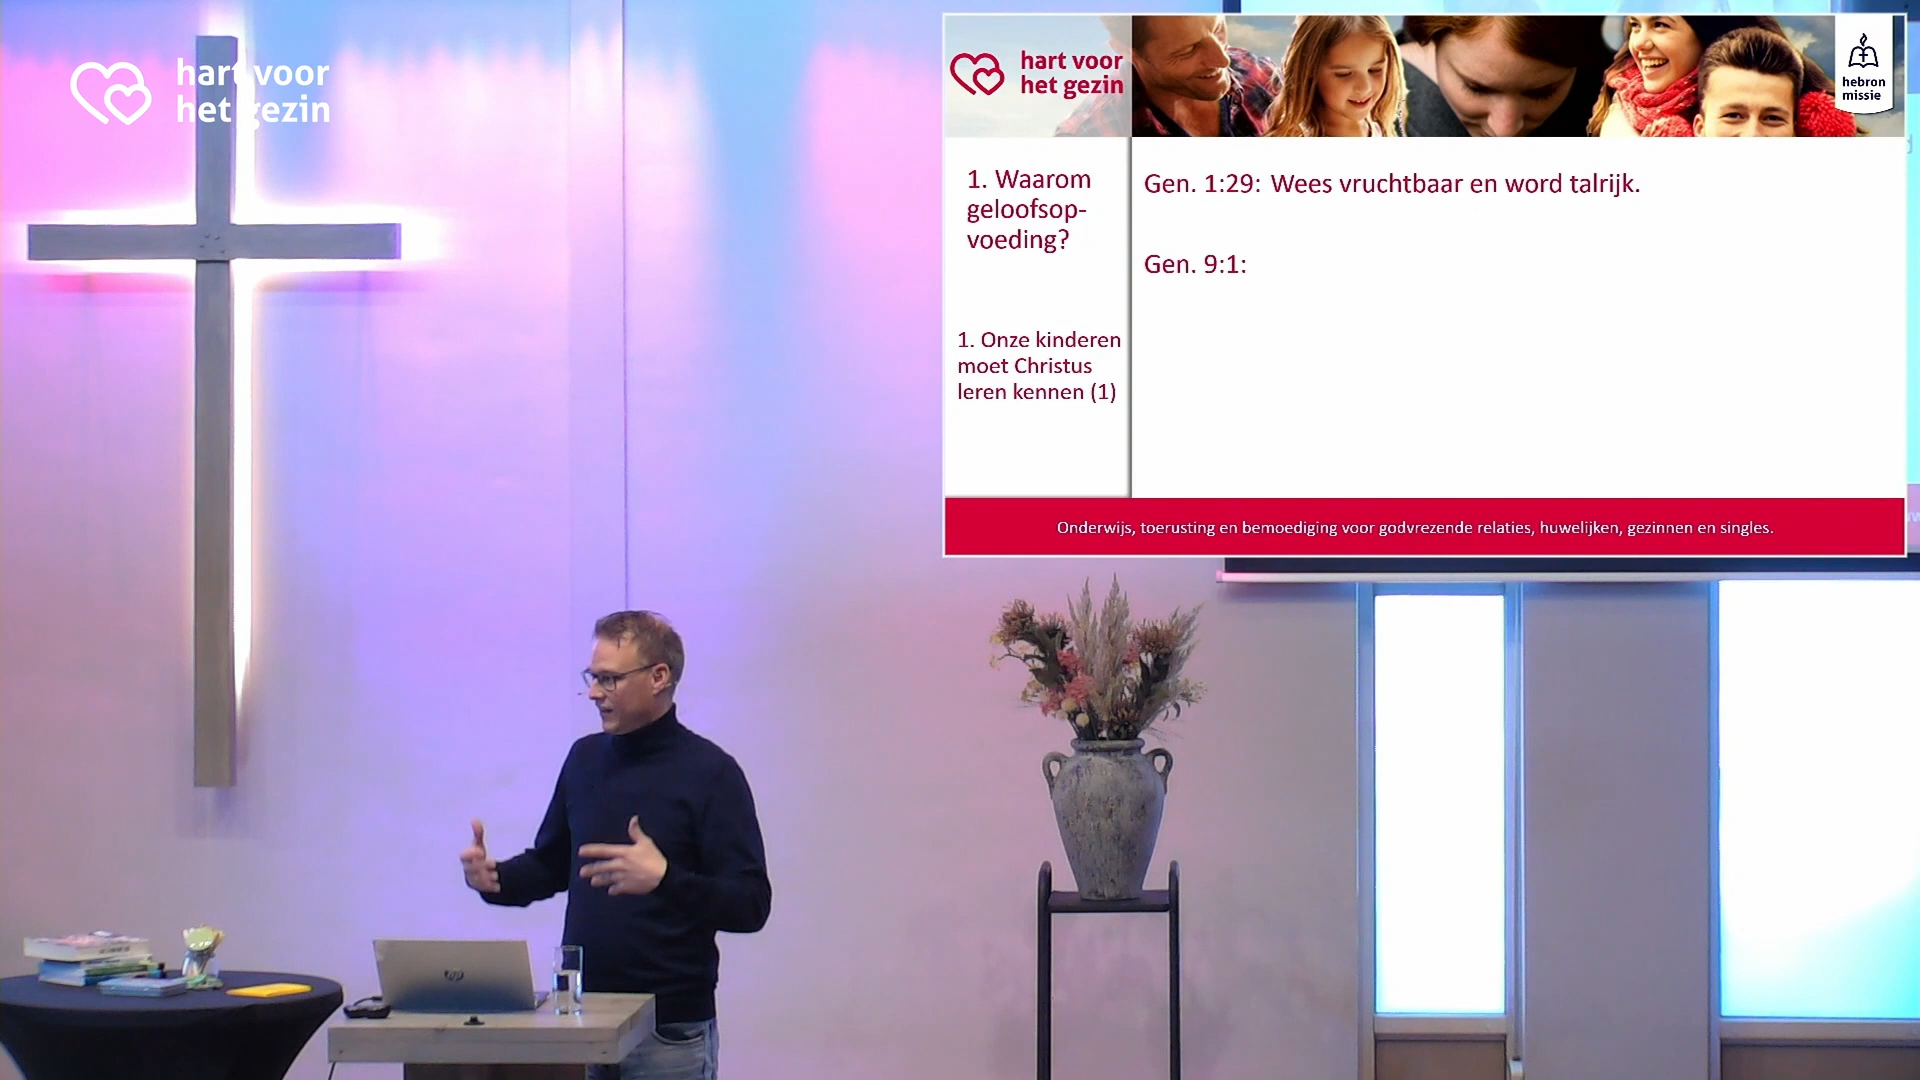 hart voor
het gezin
hart voor
het gezin
hebron
missie
1. Waarom
geloofsop-
voeding?
Gen. 1:29: Wees vruchtbaar en word talrijk.
Gen. 9:1:
1. Onze kinderen
moet Christus
leren kennen (1)
Onderwijs, toerusting en bemoediging voor godvrezende relaties, huwelijken, gezinnen en singles.
hp